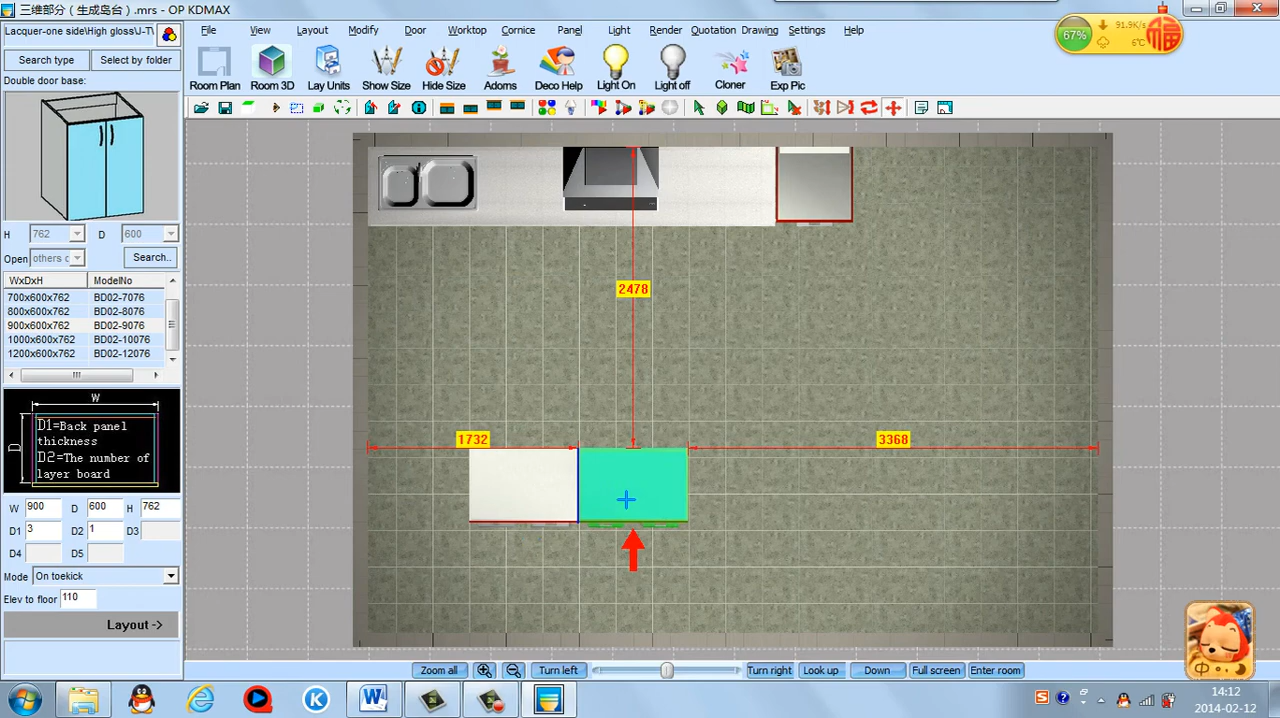 三维部分（生成岛台）.mrs - OP KDMAX
Lacquer-one side\High gloss\J-T\
File View Layout Modify Door Worktop Cornice Panel Light Render Quotation Drawing Settings Help
67% 91.9K/s
6℃
福
Search type Select by folder
Room Plan Room 3D Lay Units Show Size Hide Size Adorns Deco Help Light On Light off Cloner Exp Pic
Double door base:
H 762 D 600
Open others c Search..
WxDxH ModelNo
700x600x762 BD02-7076
800x600x762 BD02-8076
900x600x762 BD02-9076
1000x600x762 BD02-10076
1200x600x762 BD02-12076
2478
1732
3368
W
D
D1=Back panel
thickness
D2=The number of
layer board
W 900 D 600 H 762
D1 3 D2 1 D3
D4 D5
Mode On toekick
Elev to floor 110
Layout ->
中
Zoom all Turn left Turn right Look up Down Full screen Enter room
14:12
2014-02-12